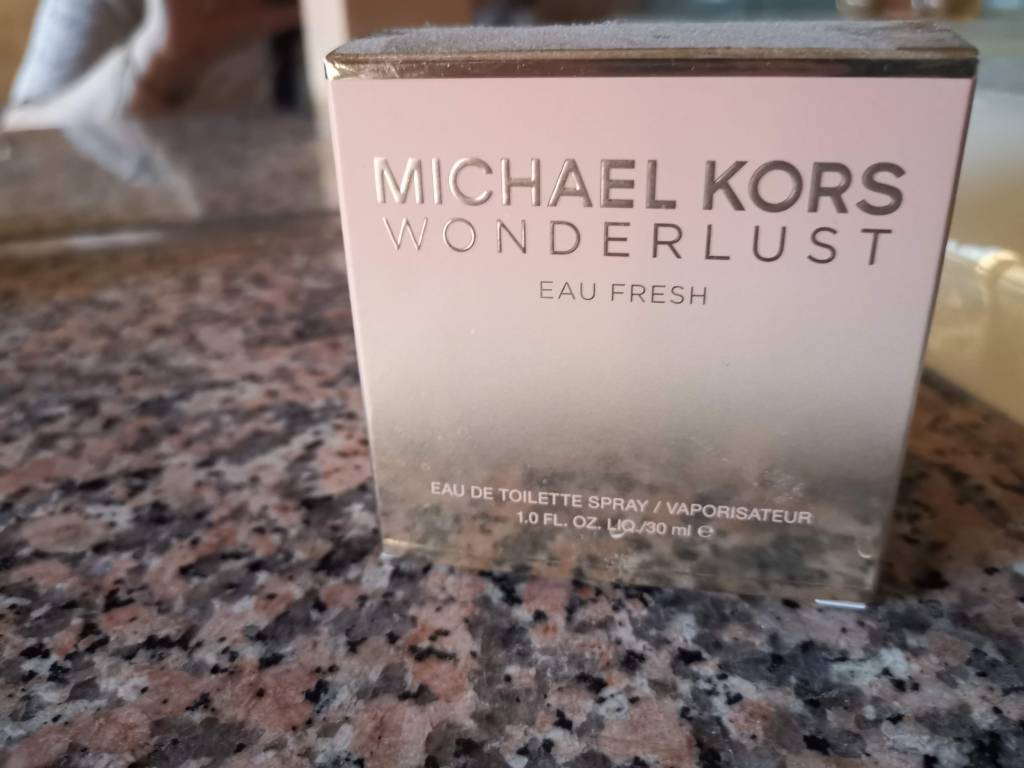 MICHAEL KORS
WONDERLUST
EAU FRESH
EAU DE TOILETTE SPRAY / VAPORISATEUR
1.0 FL. OZ. LIQ./30 ml ℮